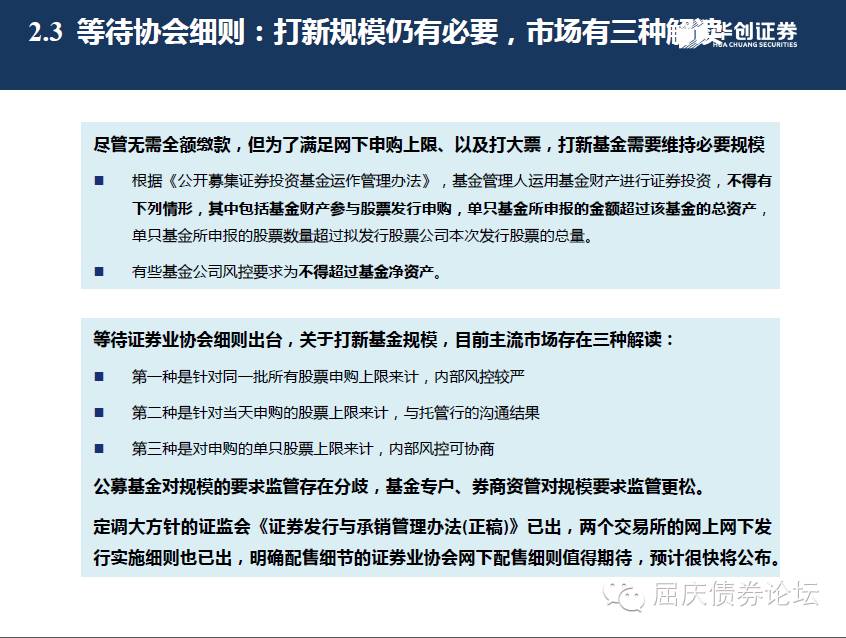 2.3 等待协会细则：打新规模仍有必要，市场有三种解读
华创证券
HUA CHUANG SECURITIES
尽管无需全额缴款，但为了满足网下申购上限、以及打大票，打新基金需要维持必要规模
■ 根据《公开募集证券投资基金运作管理办法》，基金管理人运用基金财产进行证券投资，不得有
下列情形，其中包括基金财产参与股票发行申购，单只基金所申报的金额超过该基金的总资产，
单只基金所申报的股票数量超过拟发行股票公司本次发行股票的总量。
■ 有些基金公司风控要求为不得超过基金净资产。
等待证券业协会细则出台，关于打新基金规模，目前主流市场存在三种解读：
■ 第一种是针对同一批所有股票申购上限来计，内部风控较严
■ 第二种是针对当天申购的股票上限来计，与托管行的沟通结果
■ 第三种是对申购的单只股票上限来计，内部风控可协商
公募基金对规模的要求监管存在分歧，基金专户、券商资管对规模要求监管更松。
定调大方针的证监会《证券发行与承销管理办法(正稿)》已出，两个交易所的网上网下发
行实施细则也已出，明确配售细节的证券业协会网下配售细则值得期待，预计很快将公布。
屈庆债券论坛